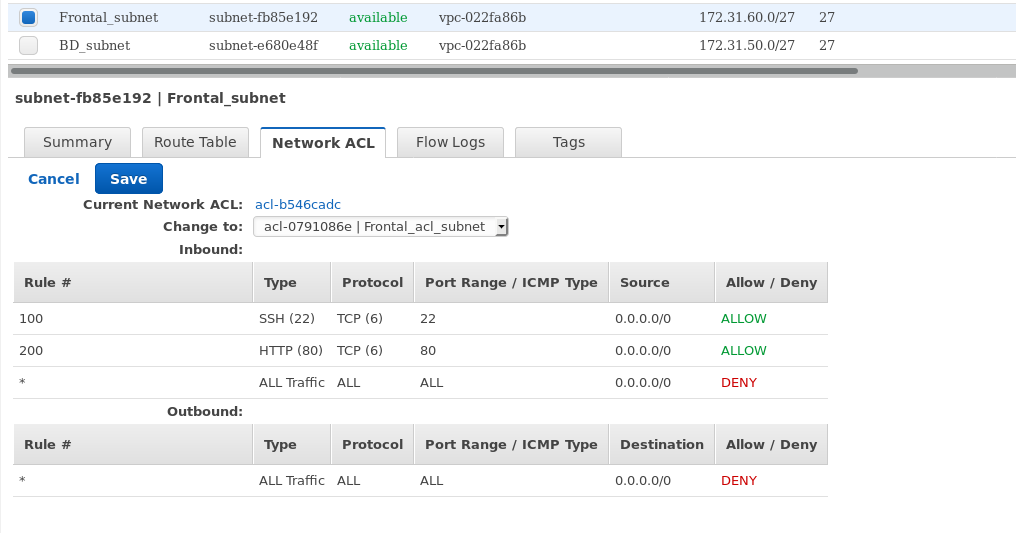 Frontal_subnet subnet-fb85e192 available vpc-022fa86b 172.31.60.0/27 27
BD_subnet subnet-e680e48f available vpc-022fa86b 172.31.50.0/27 27
subnet-fb85e192 | Frontal_subnet
Summary Route Table Network ACL Flow Logs Tags
Cancel Save
Current Network ACL: acl-b546cadc
Change to: acl-0791086e | Frontal_acl_subnet
Inbound:
Rule # Type Protocol Port Range / ICMP Type Source Allow / Deny
100 SSH (22) TCP (6) 22 0.0.0.0/0 ALLOW
200 HTTP (80) TCP (6) 80 0.0.0.0/0 ALLOW
* ALL Traffic ALL ALL 0.0.0.0/0 DENY
Outbound:
Rule # Type Protocol Port Range / ICMP Type Destination Allow / Deny
* ALL Traffic ALL ALL 0.0.0.0/0 DENY